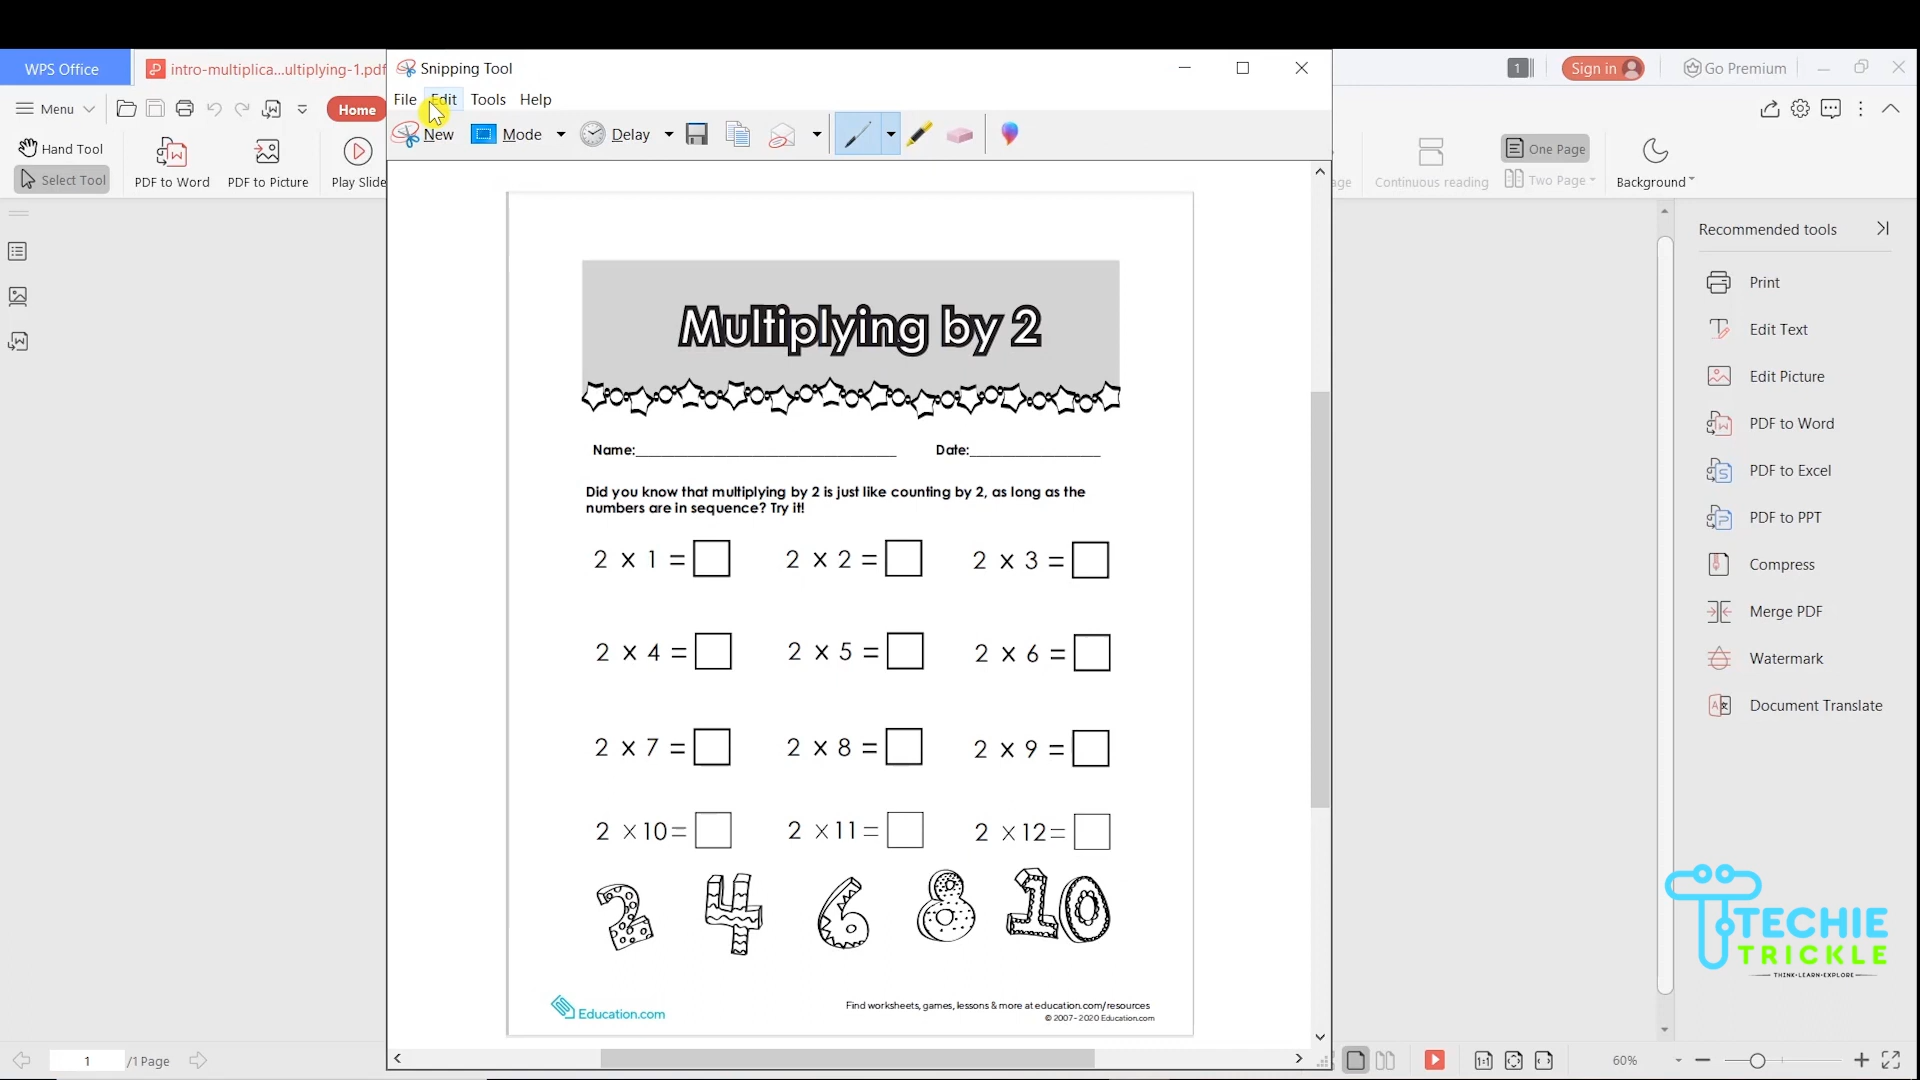 WPS Office
intro-multiplica...ultiplying-1.pdf
Snipping Tool
1
Sign in
Go Premium
Menu
Home
File Edit Tools Help
New Mode Delay
Hand Tool
Select Tool
PDF to Word
PDF to Picture
Play Slide
age
Continuous reading
One Page
Two Page
Background
Recommended tools
Print
Edit Text
Edit Picture
PDF to Word
PDF to Excel
PDF to PPT
Compress
Merge PDF
Watermark
Document Translate
Multiplying by 2
Name: Date:
Did you know that multiplying by 2 is just like counting by 2, as long as the
numbers are in sequence? Try it!
2 x 1 = 2 x 2 = 2 x 3 =
2 x 4 = 2 x 5 = 2 x 6 =
2 x 7 = 2 x 8 = 2 x 9 =
2 x10= 2 x11= 2 x12=
2 4 6 8 10
Education.com
Find worksheets, games, lessons & more at education.com/resources
© 2007-2020 Education.com
TECHIE
TRICKLE
THINK•LEARN•EXPLORE
1 /1 Page
60%